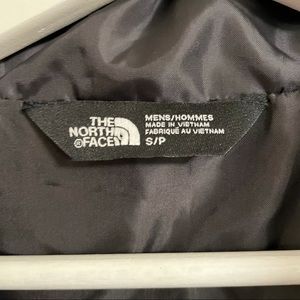 THE
NORTH
FACE
MENS/HOMMES
MADE IN VIETNAM
FABRIQUÉ AU VIETNAM
S/P